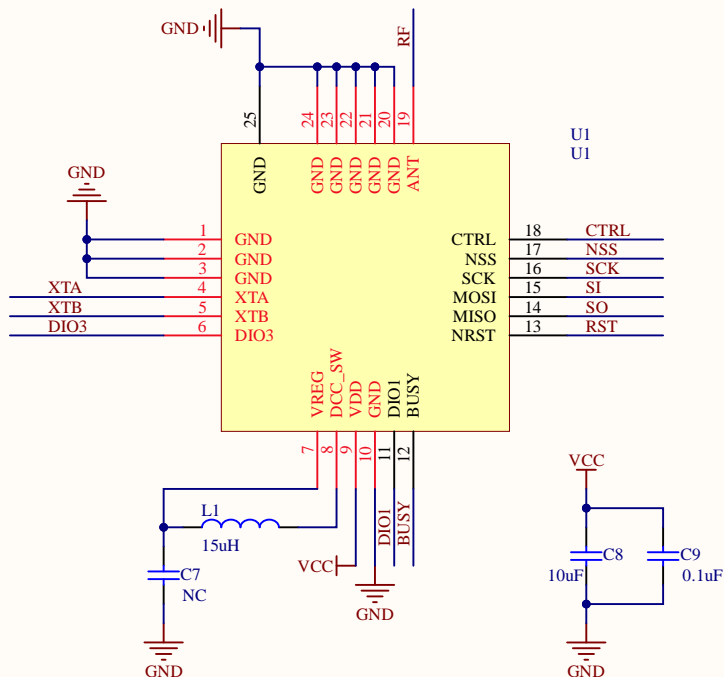 GND
RF
25
24
23
22
21
20
19
GND
GND
GND
GND
GND
GND
ANT
U1
U1
GND
1
GND
2
GND
3
GND
XTA
4
XTA
XTB
5
XTB
DIO3
6
DIO3
CTRL
18
CTRL
NSS
17
NSS
SCK
16
SCK
MOSI
15
SI
MISO
14
SO
NRST
13
RST
VREG
DCC_SW
VDD
GND
DIO1
BUSY
7
8
9
10
11
12
L1
15uH
DIO1
BUSY
VCC
C7
NC
VCC
GND
GND
C8
10uF
C9
0.1uF
GND